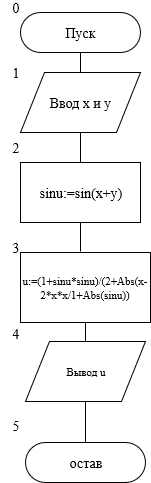 0
Пуск
1
Ввод x и y
2
sinu:=sin(x+y)
3
u:=(1+sinu*sinu)/(2+Abs(x-
2*x*x/1+Abs(sinu))
4
Вывод u
5
остав